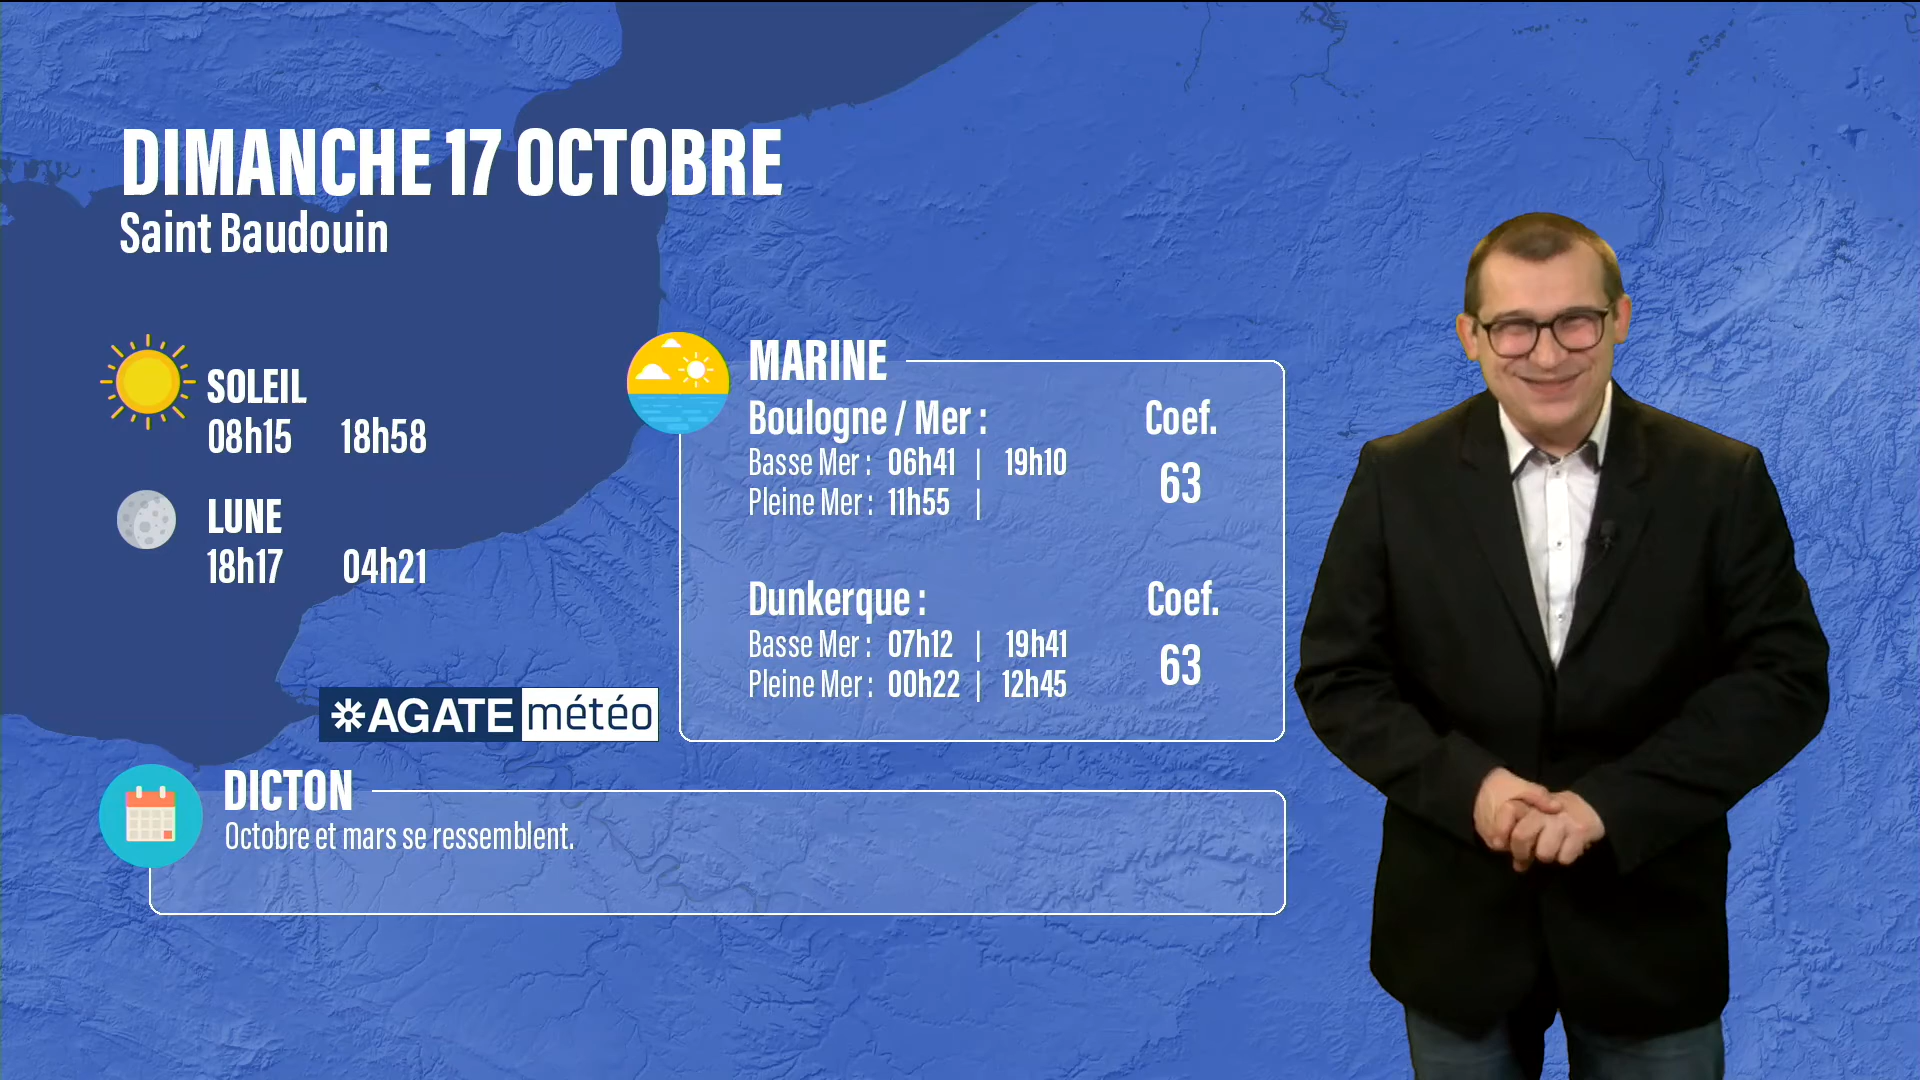 DIMANCHE 17 OCTOBRE
Saint Baudouin
SOLEIL
08h15 18h58
LUNE
18h17 04h21
MARINE
Boulogne / Mer : Coef.
Basse Mer : 06h41 | 19h10
63
Pleine Mer : 11h55 |
Dunkerque : Coef.
Basse Mer : 07h12 | 19h41
63
Pleine Mer : 00h22 | 12h45
AGATE météo
DICTON
Octobre et mars se ressemblent.